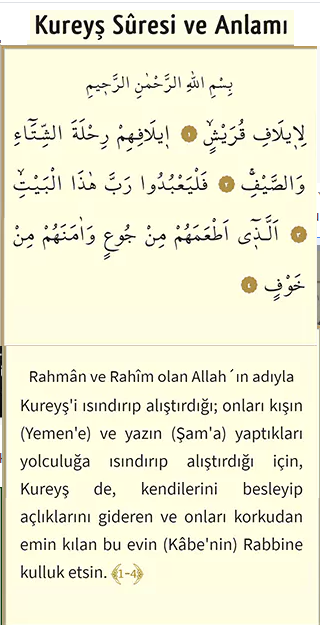 Kureyş Sûresi ve Anlamı
بِسْمِ اللهِ الرَّحْمٰنِ الرَّحٖيمِ
لِاٖيلَافِ قُرَيْشٍۙ ﴿١﴾ اٖيلَافِهِمْ رِحْلَةَ الشِّتَٓاءِ
وَالصَّيْفِۚ ﴿٢﴾ فَلْيَعْبُدُوا رَبَّ هٰذَا الْبَيْتِۙ
﴿٣﴾ اَلَّذٖٓى اَطْعَمَهُمْ مِنْ جُوعٍ وَاٰمَنَهُمْ مِنْ
خَوْفٍ ﴿٤﴾
Rahmân ve Rahîm olan Allah´ın adıyla
Kureyş'i ısındırıp alıştırdığı; onları kışın
(Yemen'e) ve yazın (Şam'a) yaptıkları
yolculuğa ısındırıp alıştırdığı için,
Kureyş de, kendilerini besleyip
açlıklarını gideren ve onları korkudan
emin kılan bu evin (Kâbe'nin) Rabbine
kulluk etsin. ﴾1-4﴿